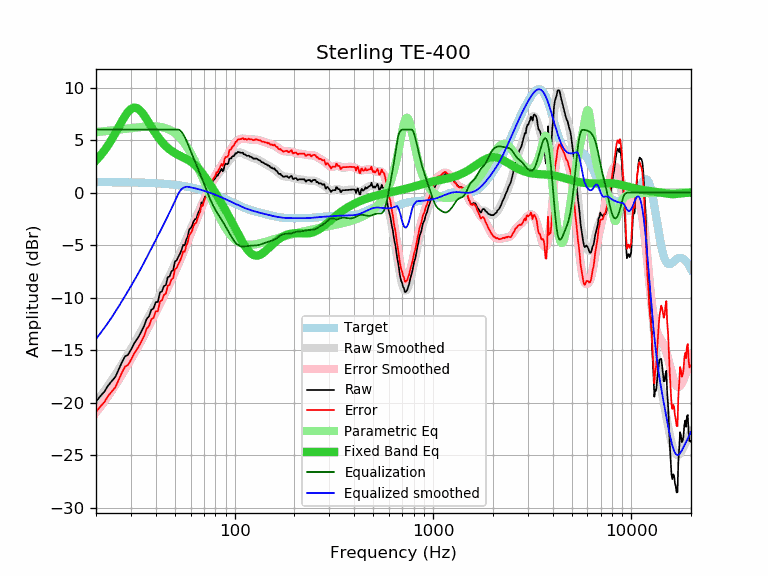 Sterling TE-400
Amplitude (dBr)
10
5
0
−5
−10
−15
−20
−25
−30
Target
Raw Smoothed
Error Smoothed
Raw
Error
Parametric Eq
Fixed Band Eq
Equalization
Equalized smoothed
100
1000
10000
Frequency (Hz)